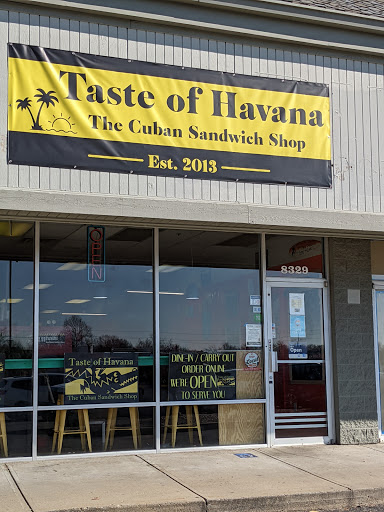 Taste of Havana
The Cuban Sandwich Shop
Est. 2013
OPEN
8329
Open
Taste of Havana
The Cuban Sandwich Shop
DINE-IN / CARRY OUT
ORDER ONLINE
WE'RE OPEN
TO SERVE YOU